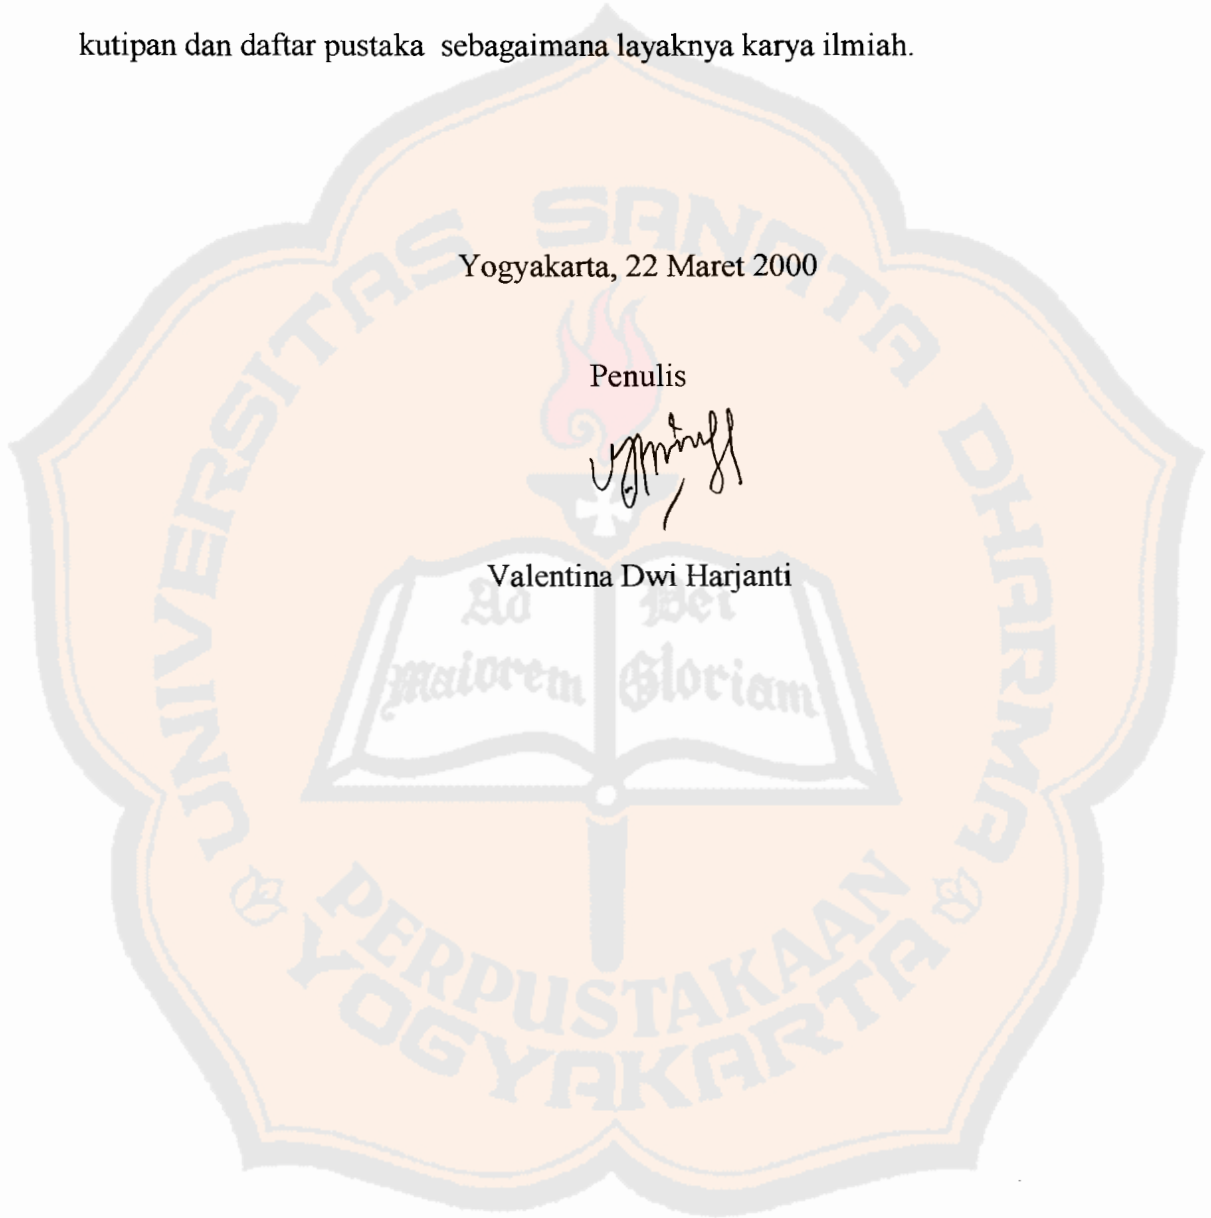 kutipan dan daftar pustaka sebagaimana layaknya karya ilmiah.
UNIVERSITAS SANATA DHARMA
Yogyakarta, 22 Maret 2000
Penulis
Valentina Dwi Harjanti
Ad Dei
maiorem Gloriam
PERPUSTAKAAN
YOGYAKARTA